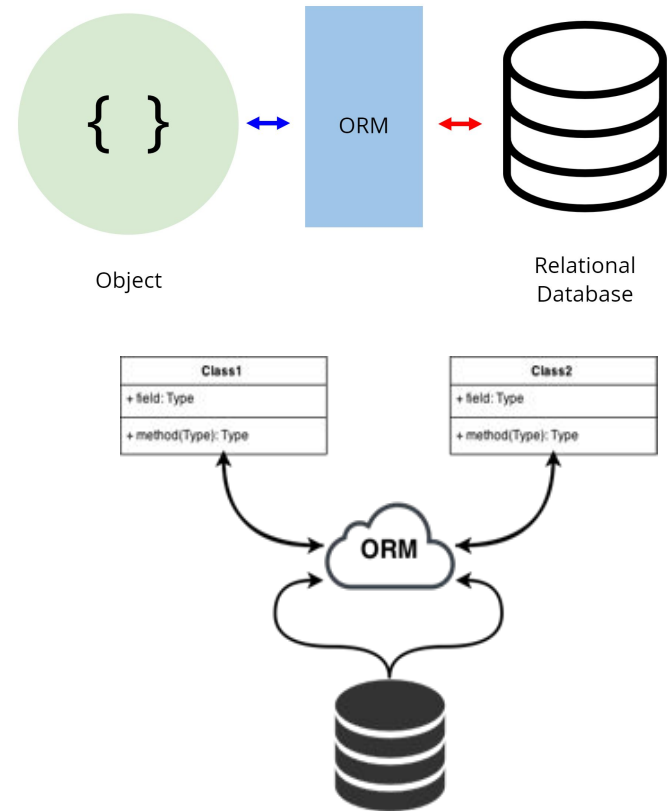 { }
ORM
Object
Relational
Database
Class1
+ field: Type
+ method(Type): Type
Class2
+ field: Type
+ method(Type): Type
ORM